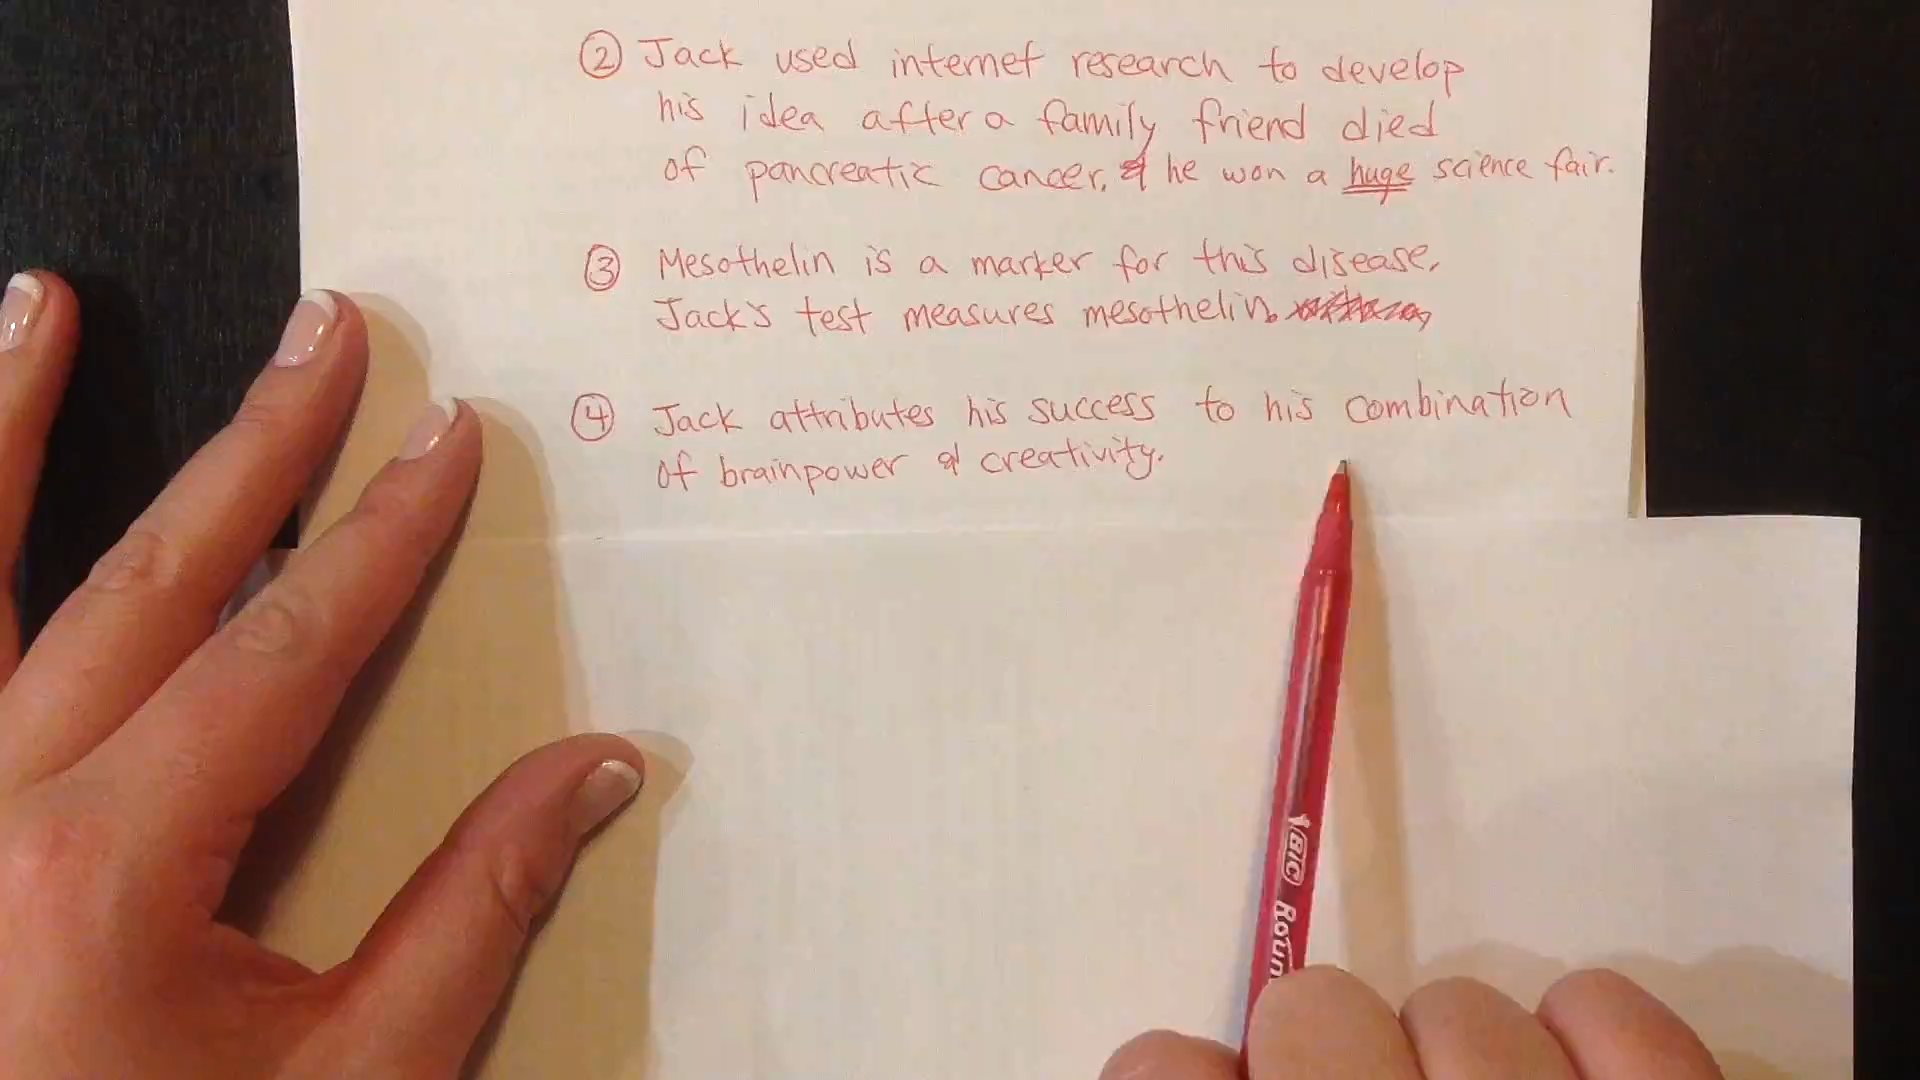 ② Jack used internet research to develop
his idea after a family friend died
of pancreatic cancer. & he won a huge science fair.
③ Mesothelin is a marker for this disease.
Jack's test measures mesothelin.
④ Jack attributes his success to his combination
of brainpower & creativity.
BIC Roun